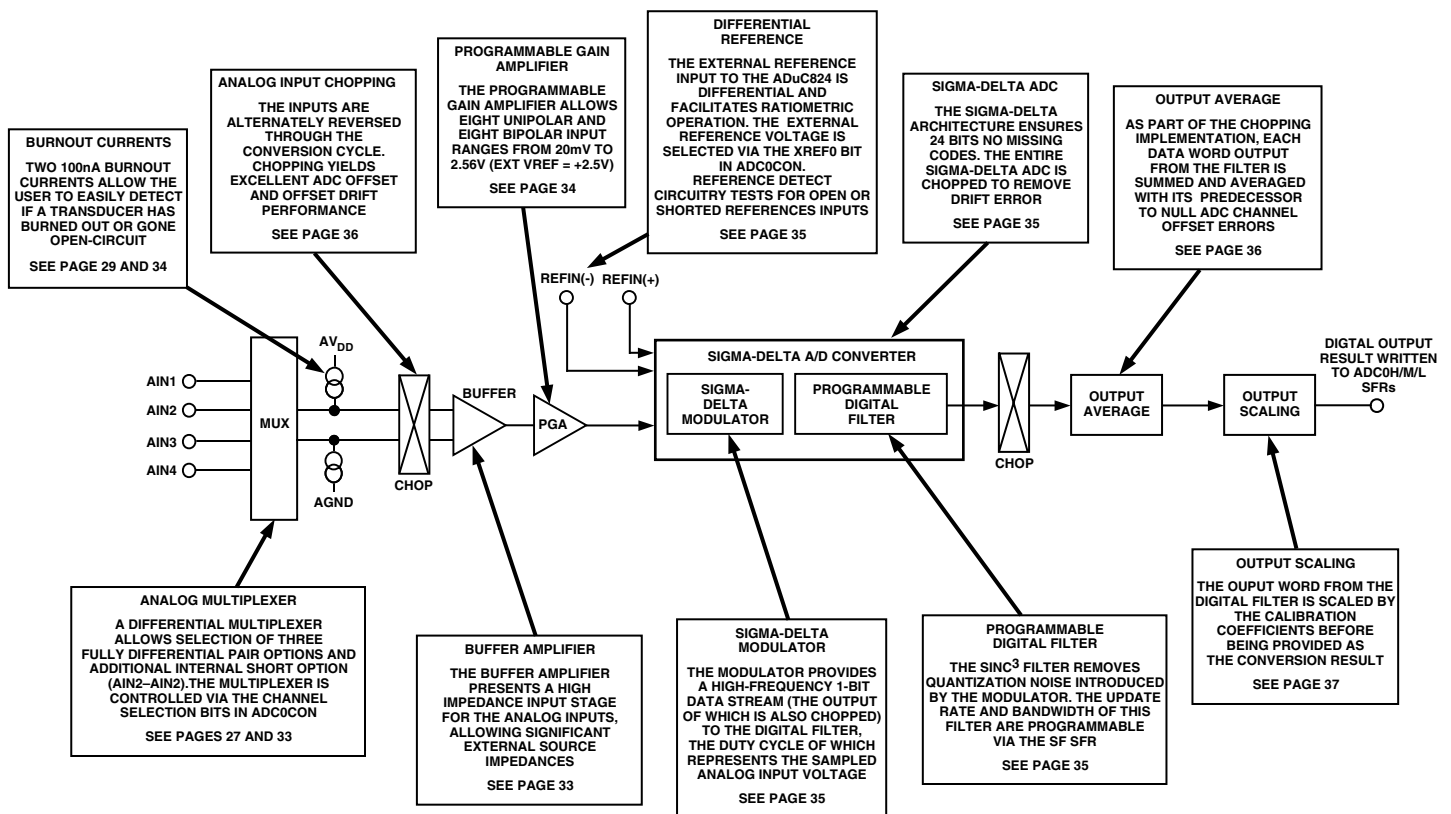 DIFFERENTIAL
REFERENCE
THE EXTERNAL REFERENCE
INPUT TO THE ADuC824 IS
DIFFERENTIAL AND
FACILITATES RATIOMETRIC
OPERATION. THE EXTERNAL
REFERENCE VOLTAGE IS
SELECTED VIA THE XREF0 BIT
IN ADC0CON.
REFERENCE DETECT
CIRCUITRY TESTS FOR OPEN OR
SHORTED REFERENCES INPUTS
SEE PAGE 35
PROGRAMMABLE GAIN
AMPLIFIER
THE PROGRAMMABLE
GAIN AMPLIFIER ALLOWS
EIGHT UNIPOLAR AND
EIGHT BIPOLAR INPUT
RANGES FROM 20mV TO
2.56V (EXT VREF = +2.5V)
SEE PAGE 34
ANALOG INPUT CHOPPING
THE INPUTS ARE
ALTERNATELY REVERSED
THROUGH THE
CONVERSION CYCLE.
CHOPPING YIELDS
EXCELLENT ADC OFFSET
AND OFFSET DRIFT
PERFORMANCE
SEE PAGE 36
SIGMA-DELTA ADC
THE SIGMA-DELTA
ARCHITECTURE ENSURES
24 BITS NO MISSING
CODES. THE ENTIRE
SIGMA-DELTA ADC IS
CHOPPED TO REMOVE
DRIFT ERROR
SEE PAGE 35
OUTPUT AVERAGE
AS PART OF THE CHOPPING
IMPLEMENTATION, EACH
DATA WORD OUTPUT
FROM THE FILTER IS
SUMMED AND AVERAGED
WITH ITS PREDECESSOR
TO NULL ADC CHANNEL
OFFSET ERRORS
SEE PAGE 36
BURNOUT CURRENTS
TWO 100nA BURNOUT
CURRENTS ALLOW THE
USER TO EASILY DETECT
IF A TRANSDUCER HAS
BURNED OUT OR GONE
OPEN-CIRCUIT
SEE PAGE 29 AND 34
REFIN(-) REFIN(+)
AVDD
AIN1
AIN2
AIN3
AIN4
MUX
AGND
CHOP
BUFFER
PGA
SIGMA-DELTA A/D CONVERTER
SIGMA-
DELTA
MODULATOR
PROGRAMMABLE
DIGITAL
FILTER
CHOP
OUTPUT
AVERAGE
OUTPUT
SCALING
DIGTAL OUTPUT
RESULT WRITTEN
TO ADC0H/M/L
SFRs
ANALOG MULTIPLEXER
A DIFFERENTIAL MULTIPLEXER
ALLOWS SELECTION OF THREE
FULLY DIFFERENTIAL PAIR OPTIONS AND
ADDITIONAL INTERNAL SHORT OPTION
(AIN2–AIN2).THE MULTIPLEXER IS
CONTROLLED VIA THE CHANNEL
SELECTION BITS IN ADC0CON
SEE PAGES 27 AND 33
BUFFER AMPLIFIER
THE BUFFER AMPLIFIER
PRESENTS A HIGH
IMPEDANCE INPUT STAGE
FOR THE ANALOG INPUTS,
ALLOWING SIGNIFICANT
EXTERNAL SOURCE
IMPEDANCES
SEE PAGE 33
SIGMA-DELTA
MODULATOR
THE MODULATOR PROVIDES
A HIGH-FREQUENCY 1-BIT
DATA STREAM (THE OUTPUT
OF WHICH IS ALSO CHOPPED)
TO THE DIGITAL FILTER,
THE DUTY CYCLE OF WHICH
REPRESENTS THE SAMPLED
ANALOG INPUT VOLTAGE
SEE PAGE 35
PROGRAMMABLE
DIGITAL FILTER
THE SINC3 FILTER REMOVES
QUANTIZATION NOISE INTRODUCED
BY THE MODULATOR. THE UPDATE
RATE AND BANDWIDTH OF THIS
FILTER ARE PROGRAMMABLE
VIA THE SF SFR
SEE PAGE 35
OUTPUT SCALING
THE OUPUT WORD FROM THE
DIGITAL FILTER IS SCALED BY
THE CALIBRATION
COEFFICIENTS BEFORE
BEING PROVIDED AS
THE CONVERSION RESULT
SEE PAGE 37